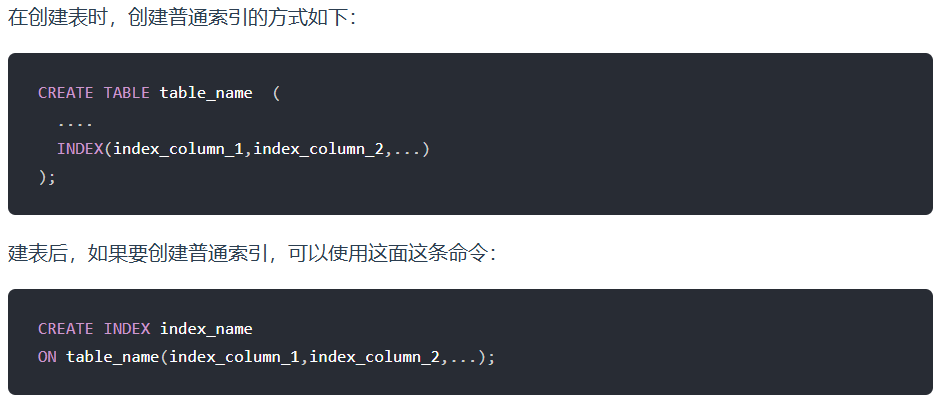 在创建表时，创建普通索引的方式如下：
CREATE TABLE table_name  (
  ....
  INDEX(index_column_1,index_column_2,...)
);
建表后，如果要创建普通索引，可以使用这面这条命令：
CREATE INDEX index_name
ON table_name(index_column_1,index_column_2,...);